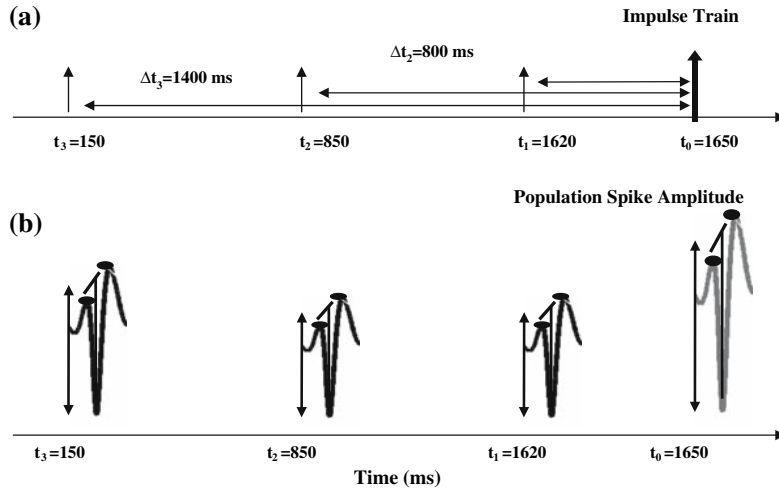 (a)
Impulse Train
Δt₂=800 ms
Δt₃=1400 ms
t₃=150
t₂=850
t₁=1620
t₀=1650
Population Spike Amplitude
(b)
t₃=150
t₂=850
t₁=1620
t₀=1650
Time (ms)